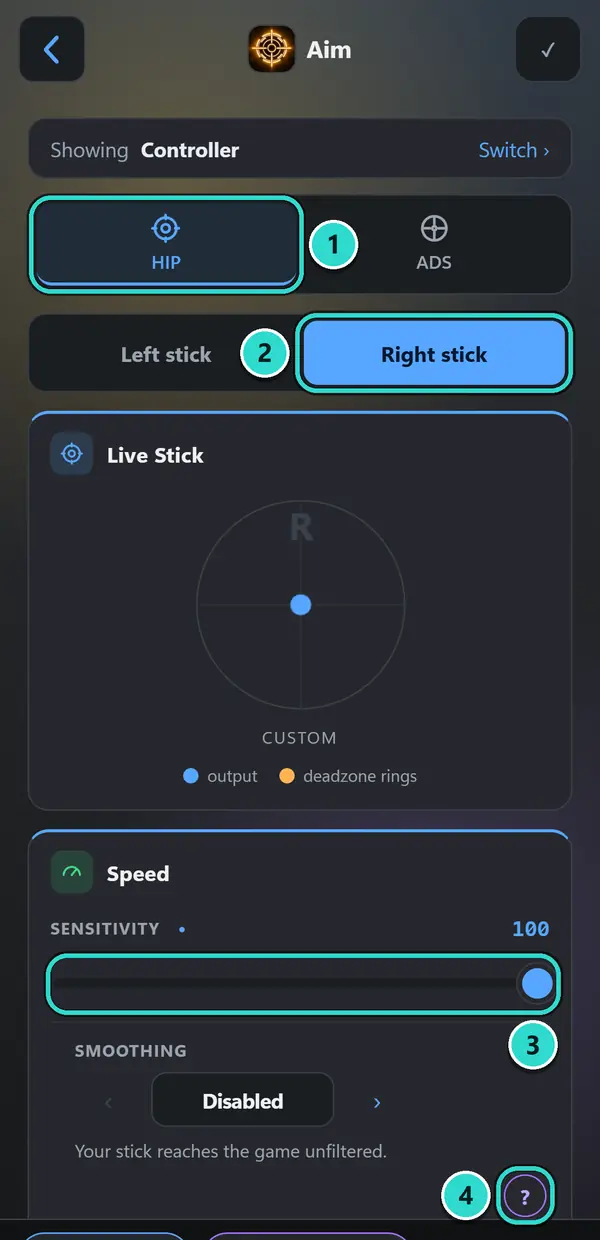 Aim
✓
Showing Controller Switch ›
HIP
1
ADS
Left stick
2
Right stick
Live Stick
R
CUSTOM
output
deadzone rings
Speed
SENSITIVITY
100
3
SMOOTHING
‹ Disabled ›
Your stick reaches the game unfiltered.
4
?